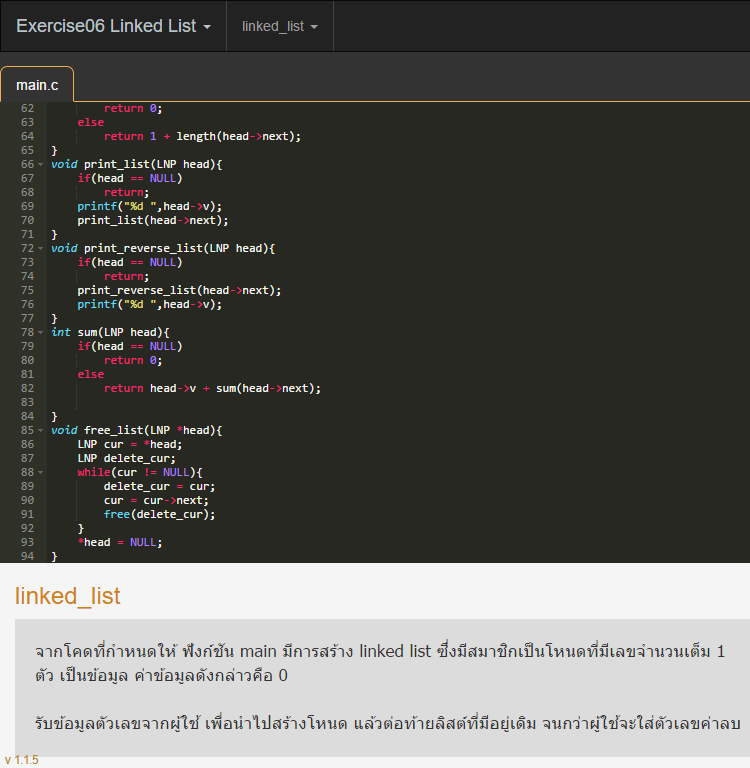 Exercise06 Linked List
linked_list
main.c
62 return 0;
63 else
64 return 1 + length(head->next);
65 }
66 void print_list(LNP head){
67 if(head == NULL)
68 return;
69 printf("%d ",head->v);
70 print_list(head->next);
71 }
72 void print_reverse_list(LNP head){
73 if(head == NULL)
74 return;
75 print_reverse_list(head->next);
76 printf("%d ",head->v);
77 }
78 int sum(LNP head){
79 if(head == NULL)
80 return 0;
81 else
82 return head->v + sum(head->next);
83
84 }
85 void free_list(LNP *head){
86 LNP cur = *head;
87 LNP delete_cur;
88 while(cur != NULL){
89 delete_cur = cur;
90 cur = cur->next;
91 free(delete_cur);
92 }
93 *head = NULL;
94 }
linked_list
จากโคดที่กำหนดให้ ฟังก์ชัน main มีการสร้าง linked list ซึ่งมีสมาชิกเป็นโหนดที่มีเลขจำนวนเต็ม 1
ตัว เป็นข้อมูล ค่าข้อมูลดังกล่าวคือ 0
รับข้อมูลตัวเลขจากผู้ใช้ เพื่อนำไปสร้างโหนด แล้วต่อท้ายลิสต์ที่มีอยู่เดิม จนกว่าผู้ใช้จะใส่ตัวเลขค่าลบ
v 1.1.5